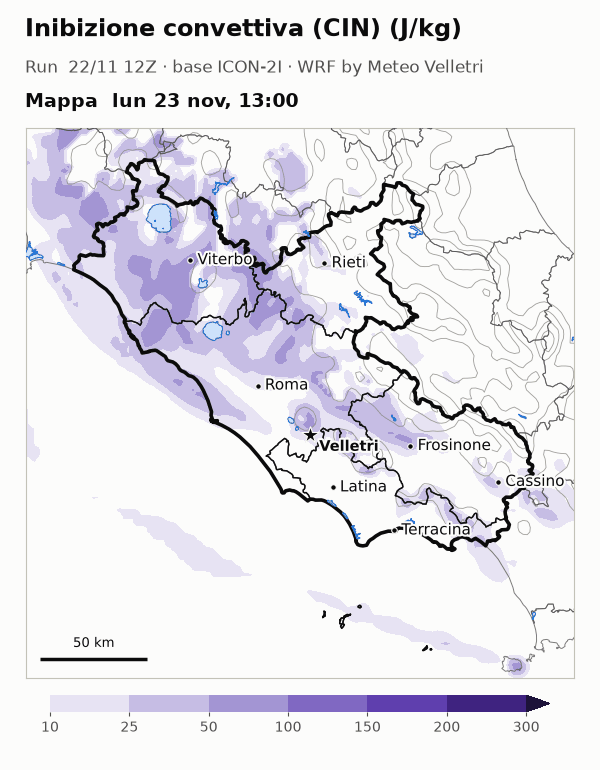 Inibizione convettiva (CIN) (J/kg)
Run 22/11 12Z · base ICON-2I · WRF by Meteo Velletri
Mappa lun 23 nov, 13:00
Viterbo
Rieti
Roma
Velletri
Frosinone
Latina
Cassino
Terracina
50 km
10 25 50 100 150 200 300